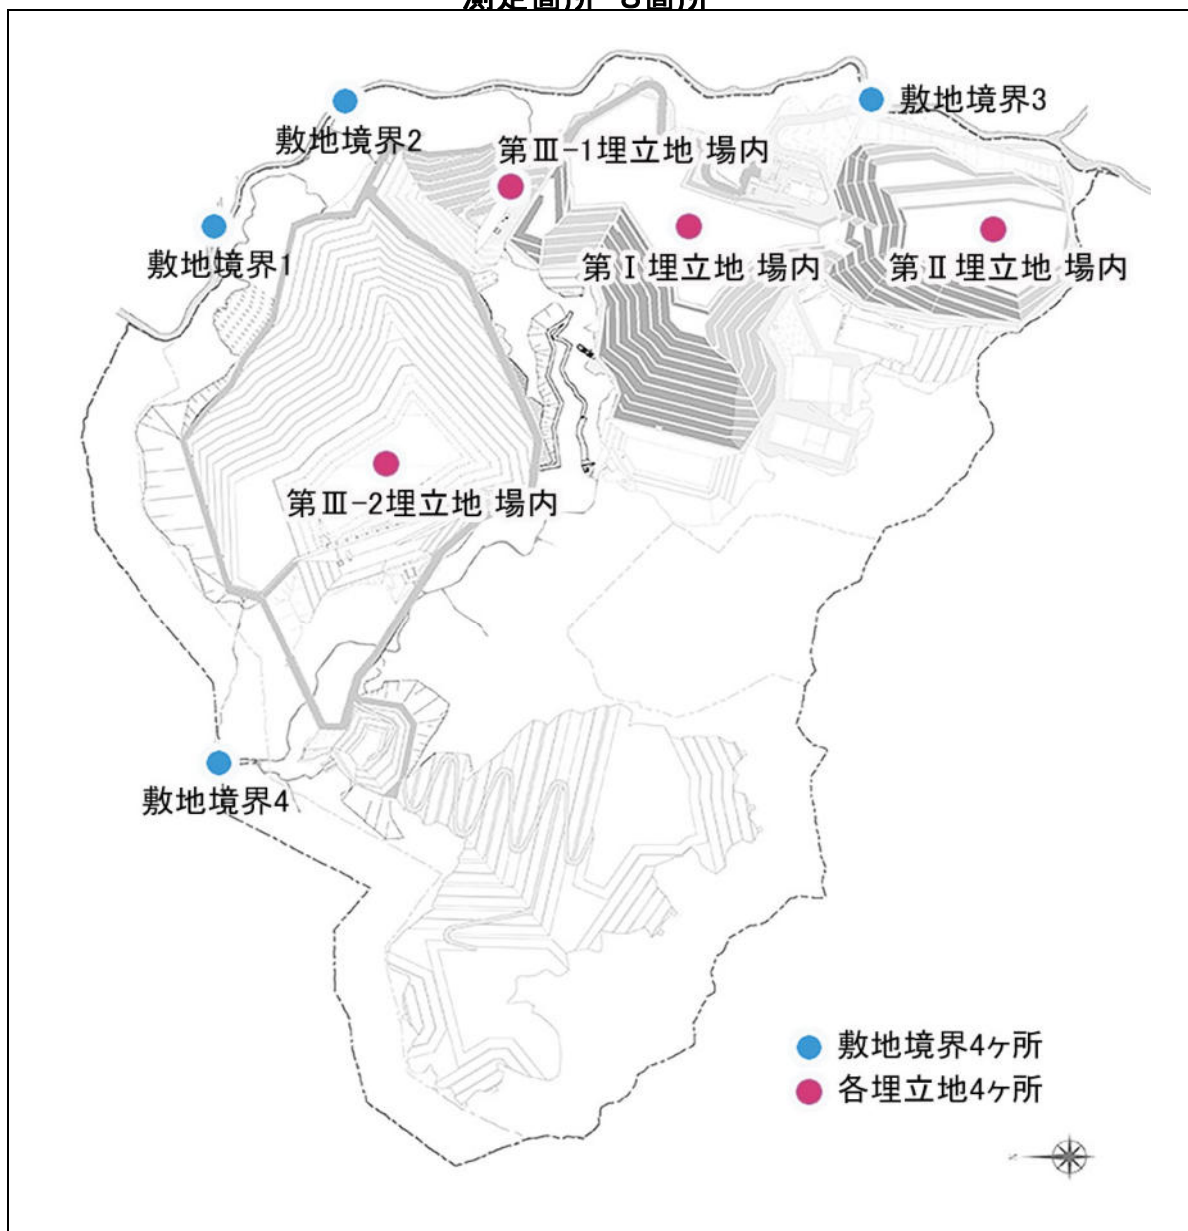 敷地境界3
敷地境界2
第Ⅲ-1埋立地 場内
敷地境界1
第Ⅰ埋立地 場内
第Ⅱ埋立地 場内
第Ⅲ-2埋立地 場内
敷地境界4
敷地境界4ヶ所
各埋立地4ヶ所